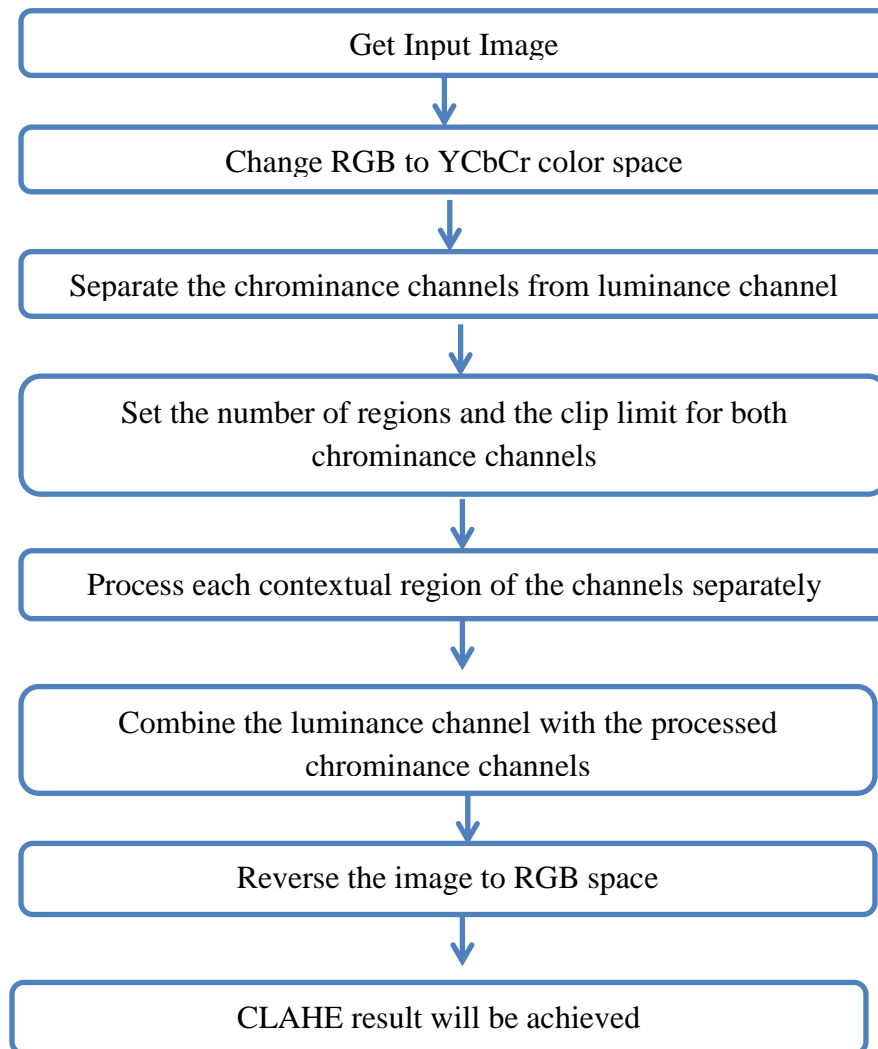 Get Input Image
Change RGB to YCbCr color space
Separate the chrominance channels from luminance channel
Set the number of regions and the clip limit for both
chrominance channels
Process each contextual region of the channels separately
Combine the luminance channel with the processed
chrominance channels
Reverse the image to RGB space
CLAHE result will be achieved